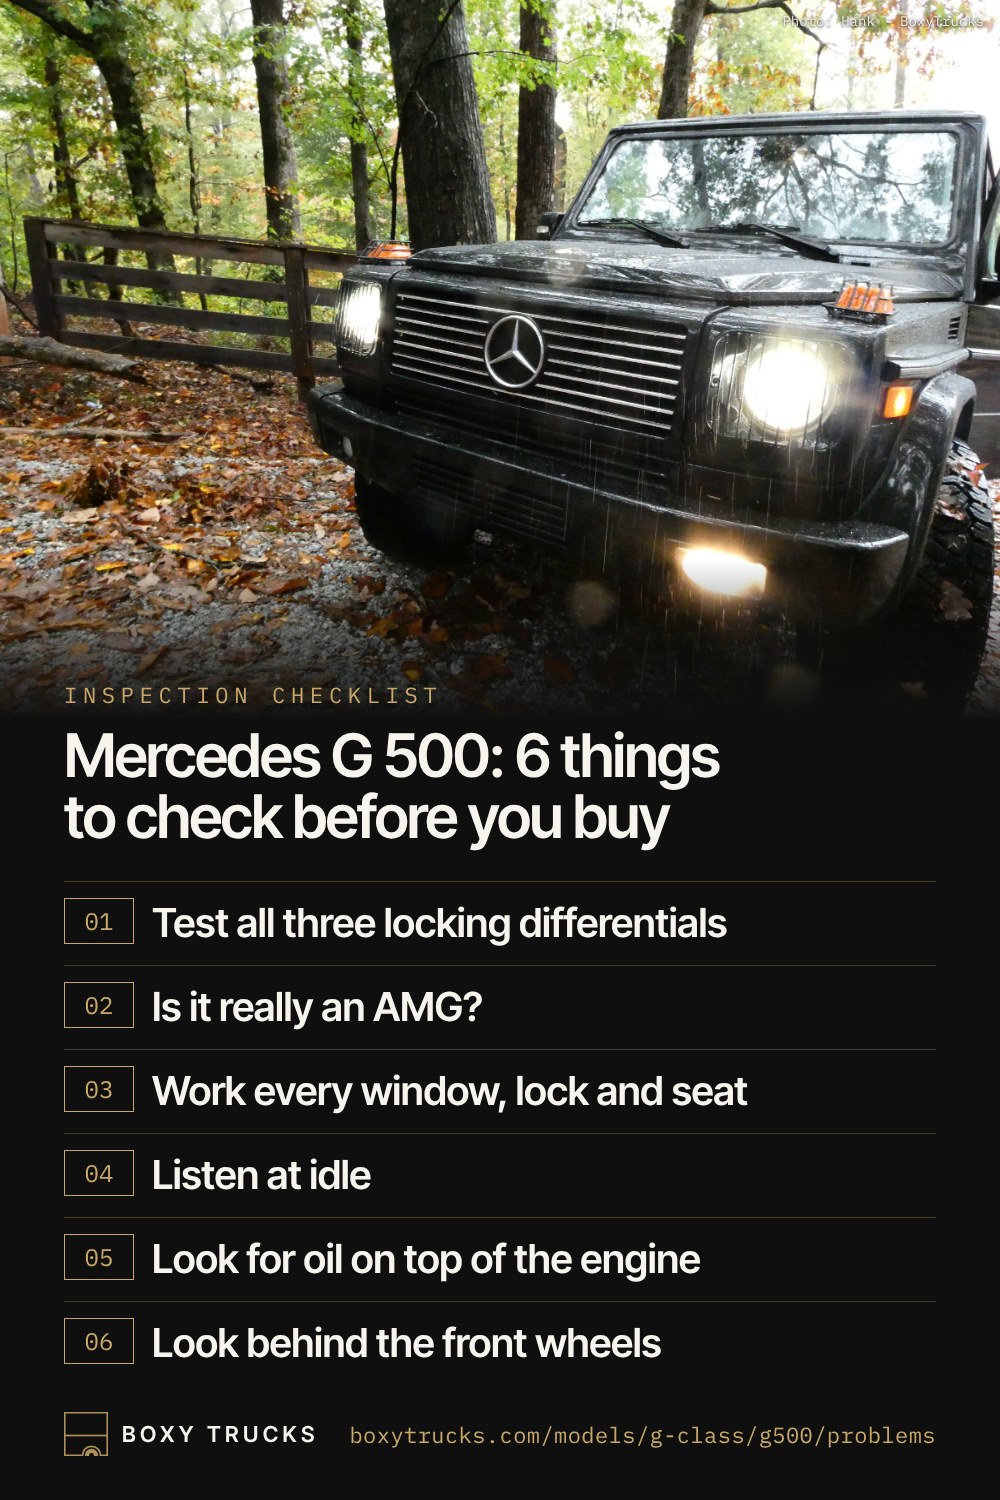 Photo: Hank - BoxyTrucks
INSPECTION CHECKLIST
Mercedes G 500: 6 things
to check before you buy
01 Test all three locking differentials
02 Is it really an AMG?
03 Work every window, lock and seat
04 Listen at idle
05 Look for oil on top of the engine
06 Look behind the front wheels
BOXY TRUCKS boxytrucks.com/models/g-class/g500/problems